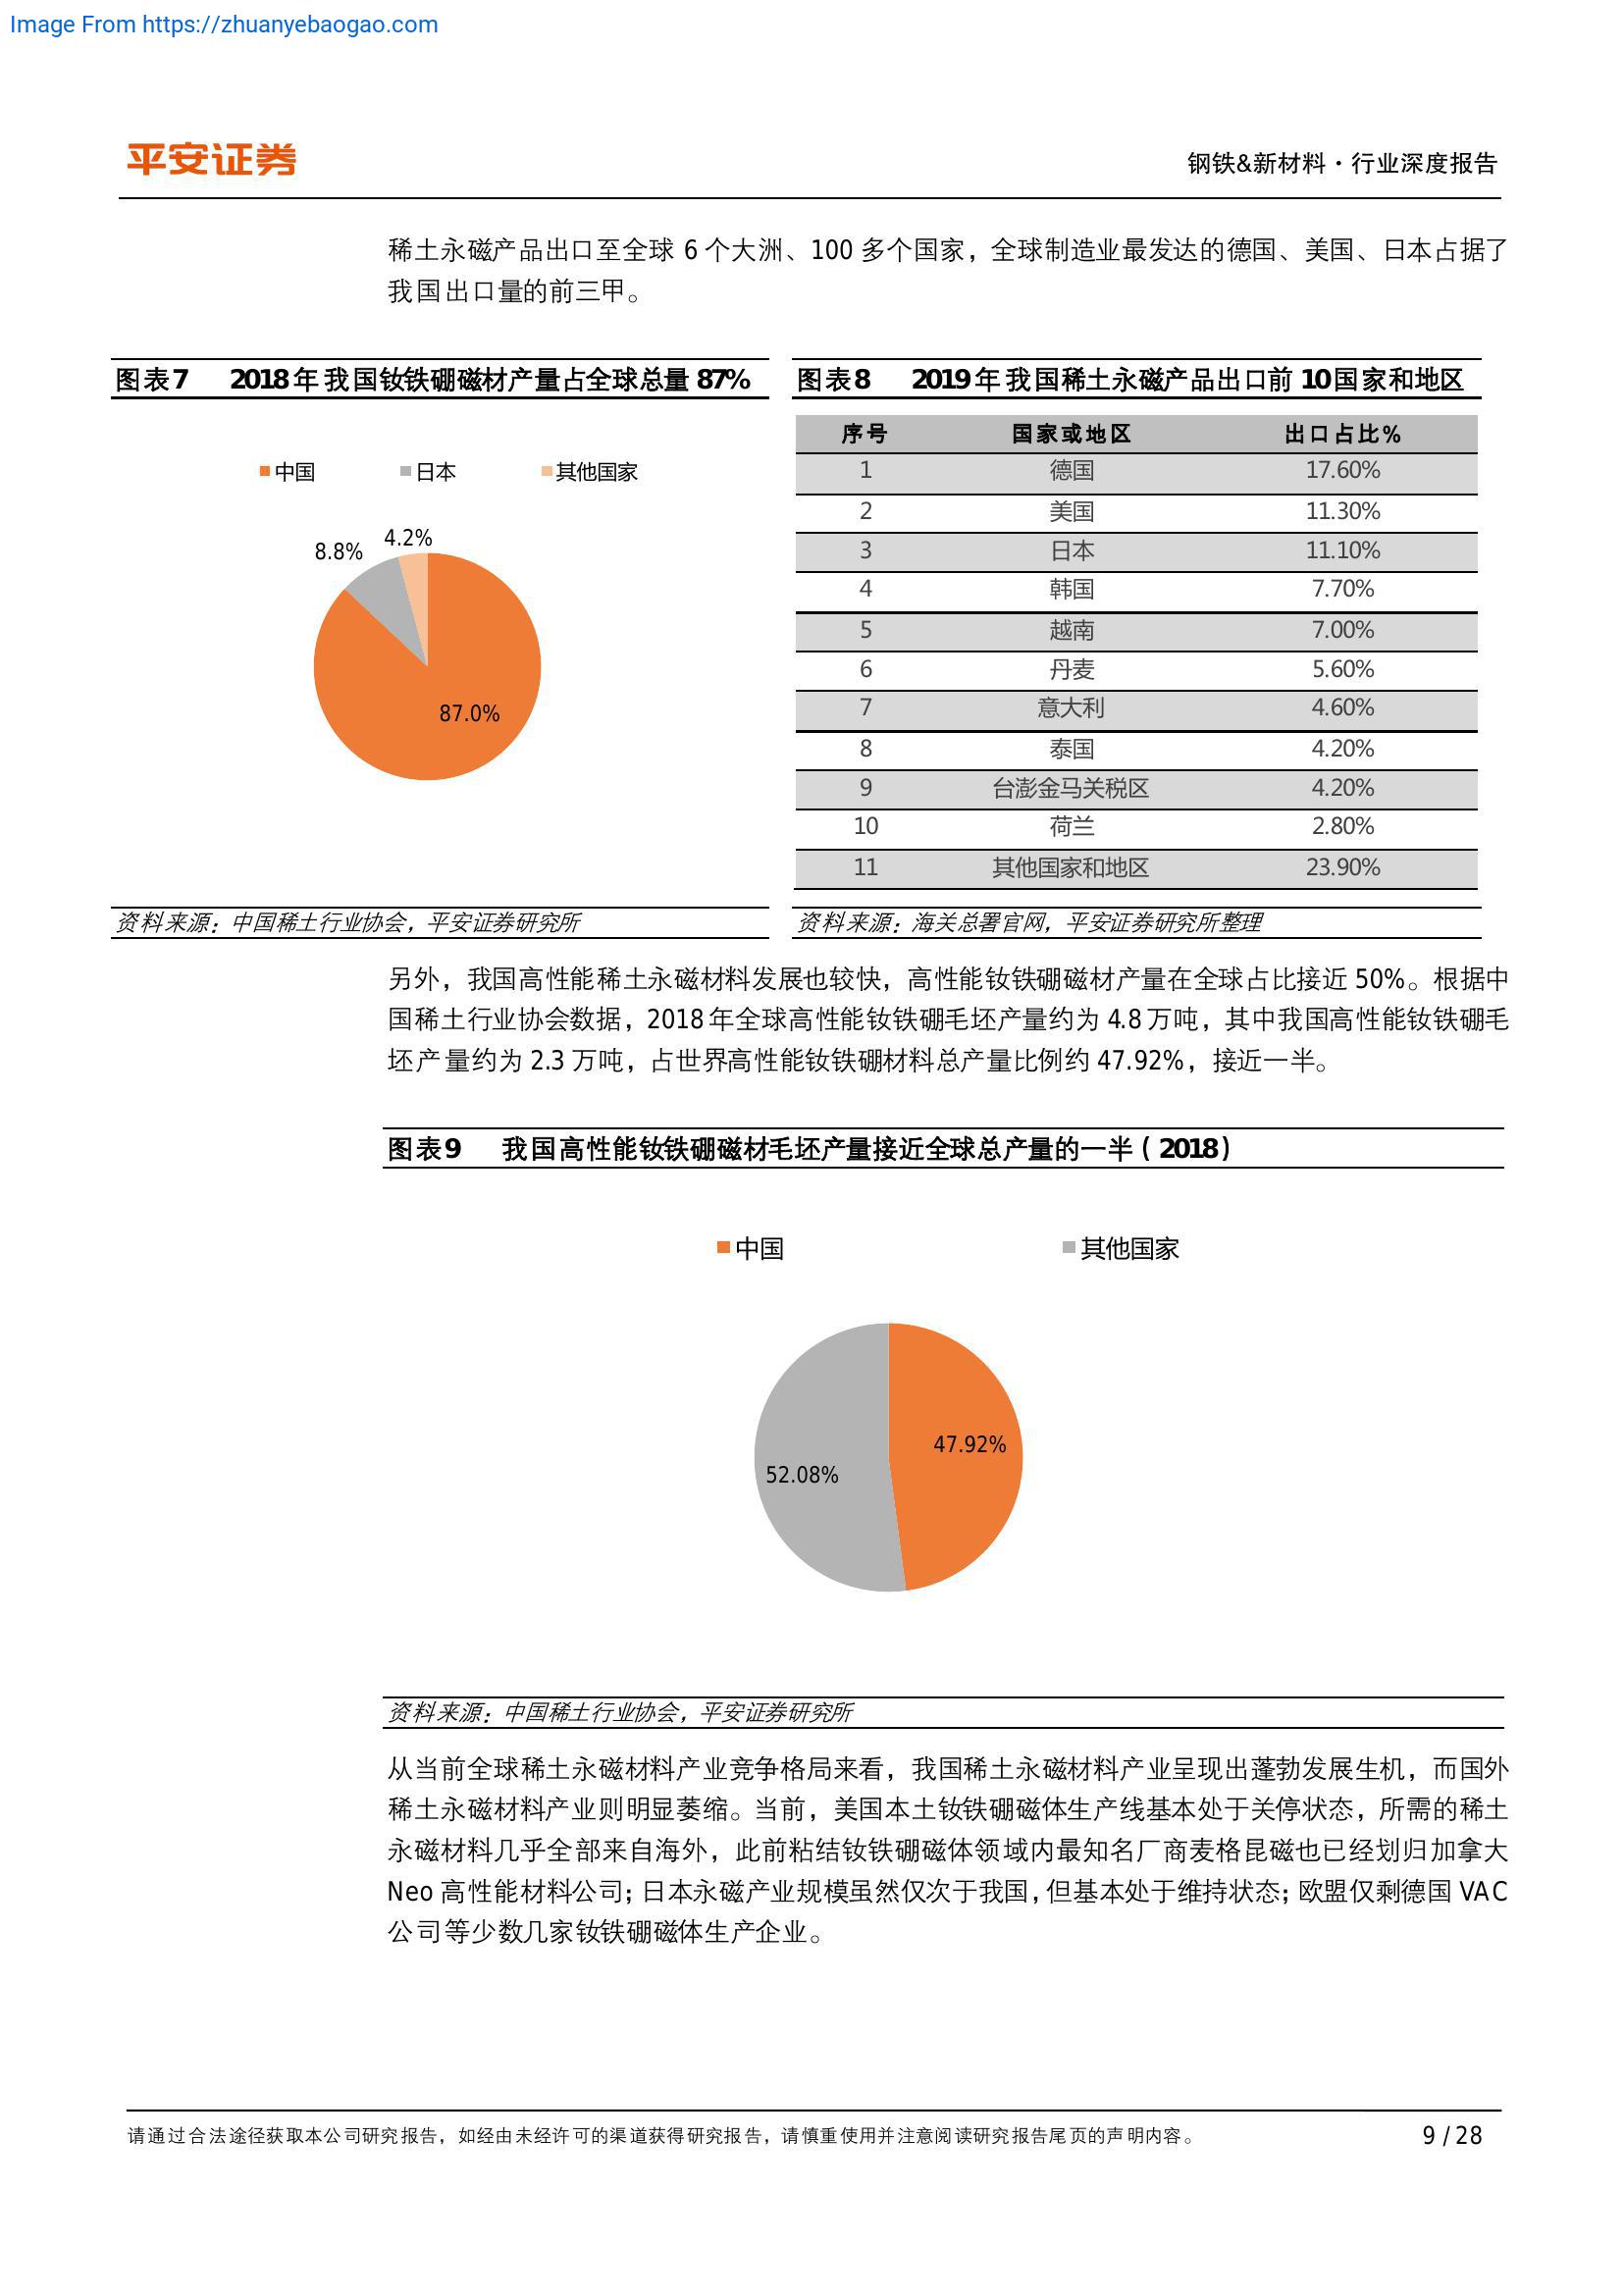 Image From https://zhuanyebaogao.com
平安证券
钢铁&新材料·行业深度报告
稀土永磁产品出口至全球 6 个大洲、100 多个国家，全球制造业最发达的德国、美国、日本占据了
我国出口量的前三甲。
图表7 2018年我国钕铁硼磁材产量占全球总量 87%
中国 日本 其他国家
4.2%
8.8%
87.0%
资料来源：中国稀土行业协会，平安证券研究所
图表8 2019年我国稀土永磁产品出口前 10国家和地区
序号 国家或地区 出口占比%
1 德国 17.60%
2 美国 11.30%
3 日本 11.10%
4 韩国 7.70%
5 越南 7.00%
6 丹麦 5.60%
7 意大利 4.60%
8 泰国 4.20%
9 台澎金马关税区 4.20%
10 荷兰 2.80%
11 其他国家和地区 23.90%
资料来源：海关总署官网，平安证券研究所整理
另外，我国高性能稀土永磁材料发展也较快，高性能钕铁硼磁材产量在全球占比接近 50%。根据中
国稀土行业协会数据，2018年全球高性能钕铁硼毛坯产量约为 4.8万吨，其中我国高性能钕铁硼毛
坯产量约为 2.3 万吨，占世界高性能钕铁硼材料总产量比例约 47.92%，接近一半。
图表9 我国高性能钕铁硼磁材毛坯产量接近全球总产量的一半（2018）
中国 其他国家
47.92%
52.08%
资料来源：中国稀土行业协会，平安证券研究所
从当前全球稀土永磁材料产业竞争格局来看，我国稀土永磁材料产业呈现出蓬勃发展生机，而国外
稀土永磁材料产业则明显萎缩。当前，美国本土钕铁硼磁体生产线基本处于关停状态，所需的稀土
永磁材料几乎全部来自海外，此前粘结钕铁硼磁体领域内最知名厂商麦格昆磁也已经划归加拿大
Neo 高性能材料公司；日本永磁产业规模虽然仅次于我国，但基本处于维持状态；欧盟仅剩德国 VAC
公司等少数几家钕铁硼磁体生产企业。
请通过合法途径获取本公司研究报告，如经由未经许可的渠道获得研究报告，请慎重使用并注意阅读研究报告尾页的声明内容。
9 / 28